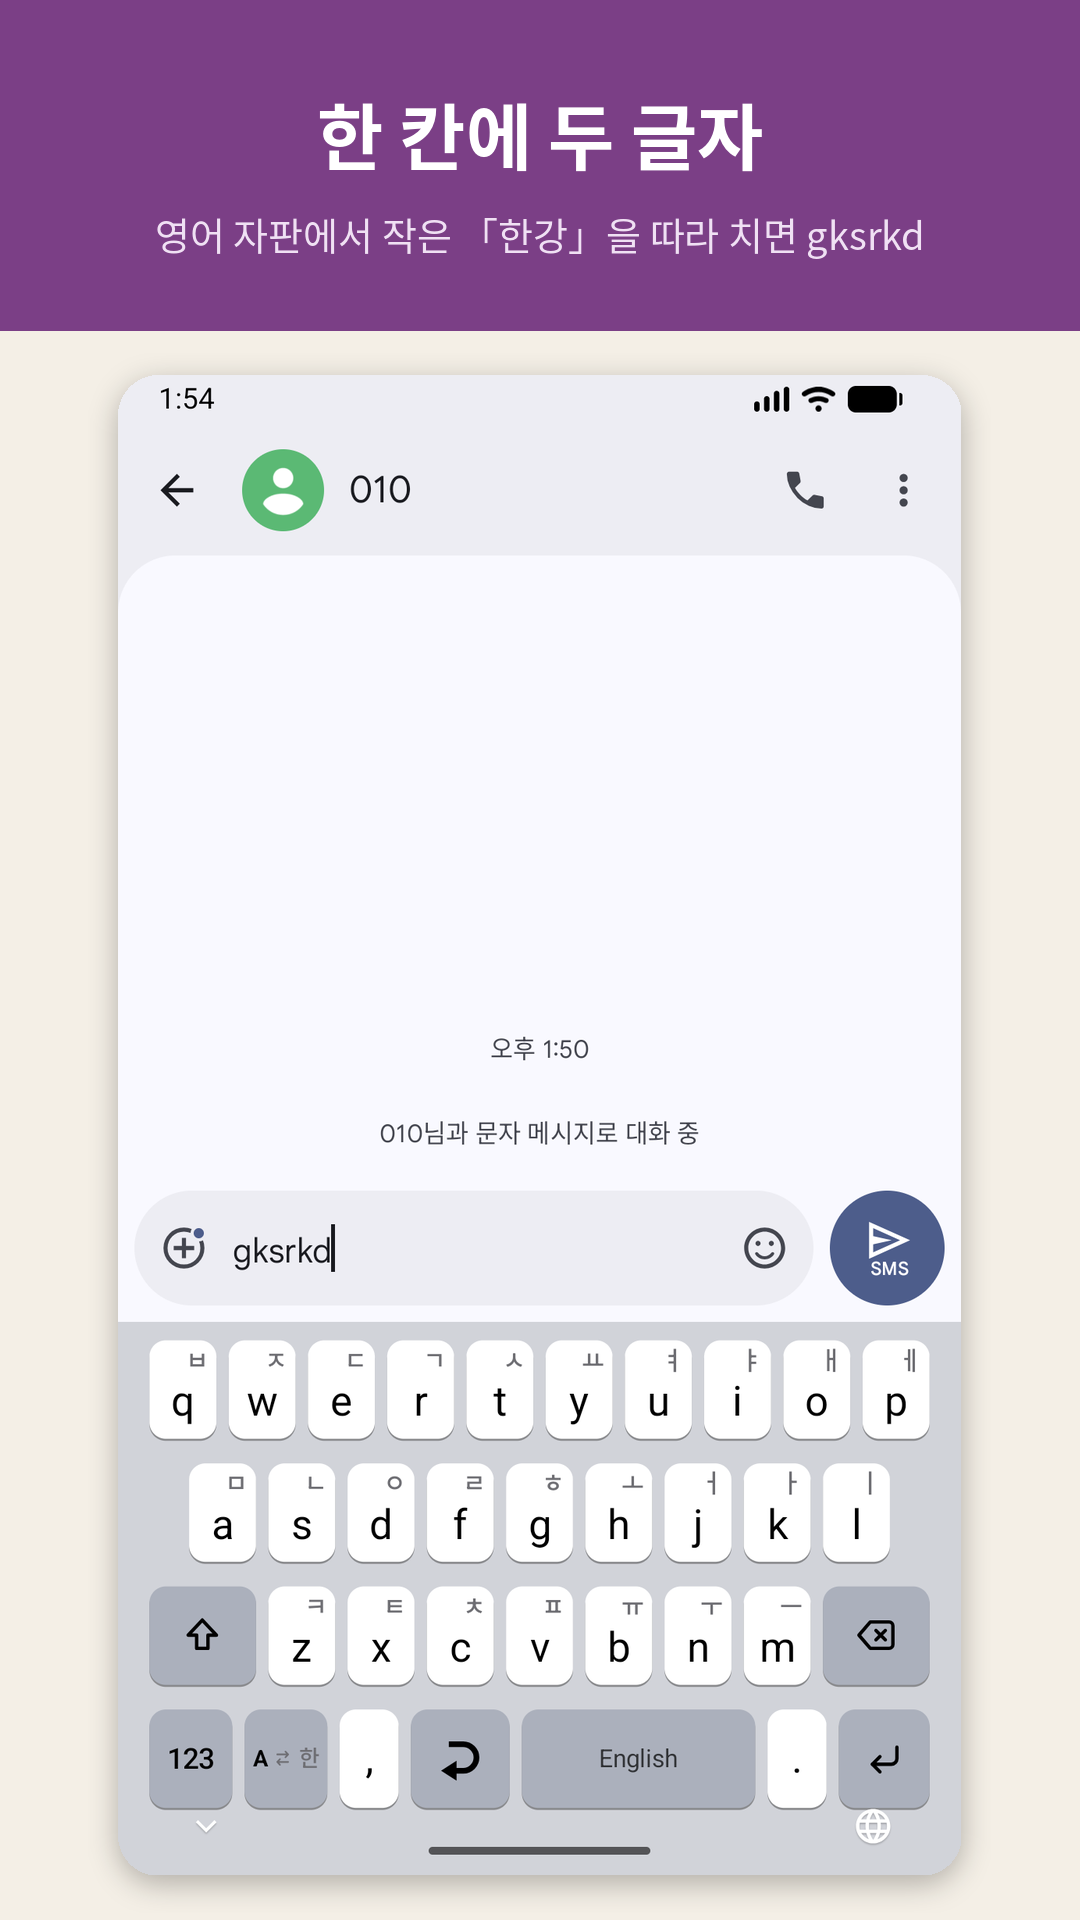 한 칸에 두 글자
영어 자판에서 작은 「한강」을 따라 치면 gksrkd
1:54
010
오후 1:50
010님과 문자 메시지로 대화 중
gksrkd
SMS
ㅂ ㅈ ㄷ ㄱ ㅅ ㅛ ㅕ ㅑ ㅐ ㅔ
q w e r t y u i o p
ㅁ ㄴ ㅇ ㄹ ㅎ ㅗ ㅓ ㅏ ㅣ
a s d f g h j k l
ㅋ ㅌ ㅊ ㅍ ㅠ ㅜ ㅡ
z x c v b n m
123 A ⇄ 한 , English .